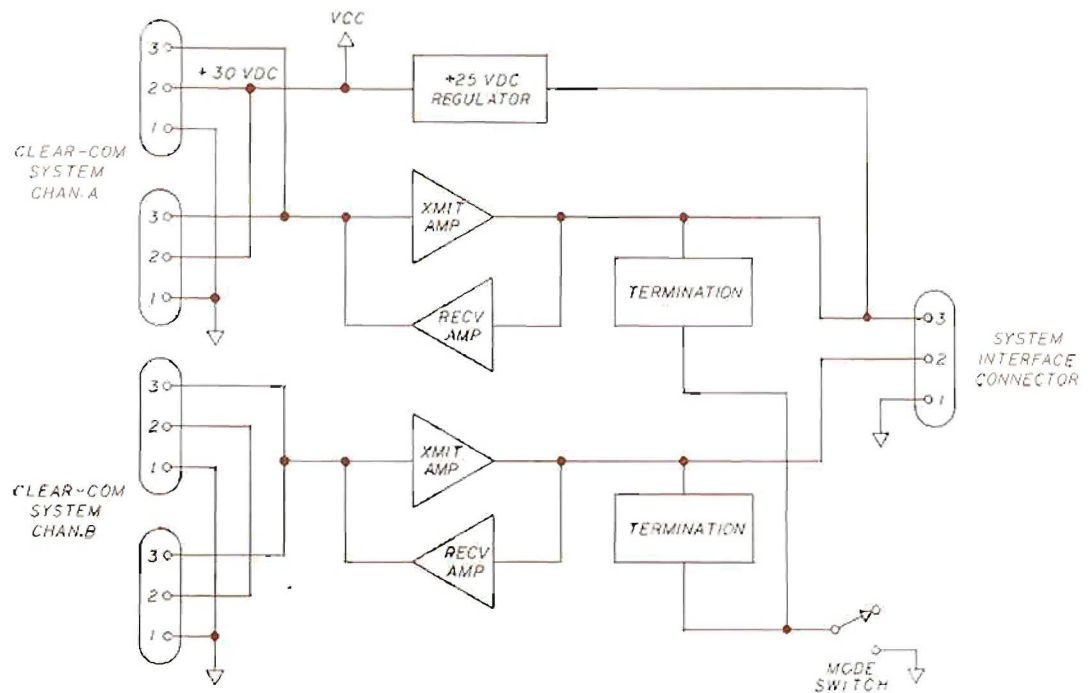 VCC
3
+ 30 VDC
2
1
+25 VDC
REGULATOR
CLEAR-COM
SYSTEM
CHAN.A
3
2
1
XMIT
AMP
RECV
AMP
TERMINATION
3
2
1
SYSTEM
INTERFACE
CONNECTOR
3
2
1
CLEAR-COM
SYSTEM
CHAN.B
3
2
1
XMIT
AMP
RECV
AMP
TERMINATION
MODE
SWITCH